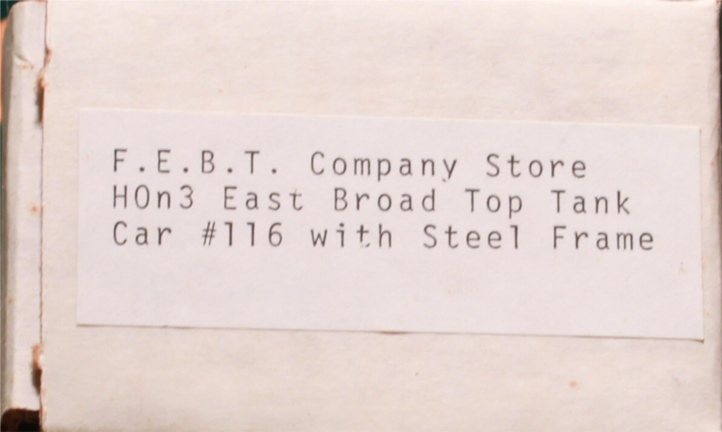 F.E.B.T. Company Store
HOn3 East Broad Top Tank
Car #116 with Steel Frame